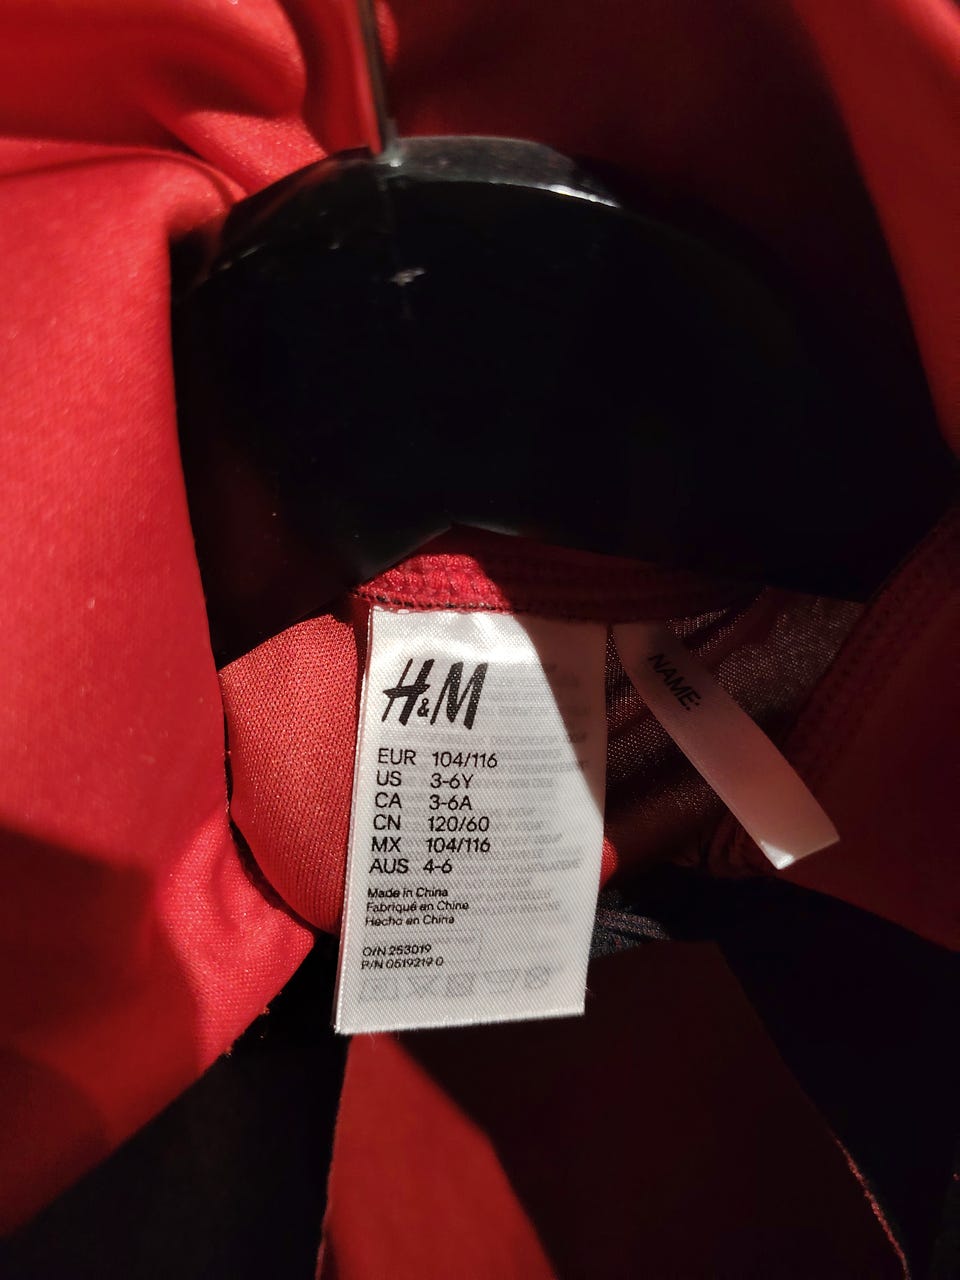 H&M
EUR 104/116
US 3-6Y
CA 3-6A
CN 120/60
MX 104/116
AUS 4-6
Made in China
Fabriqué en Chine
Hecho en China
O/N 253019
P/N 0519219 0
NAME: